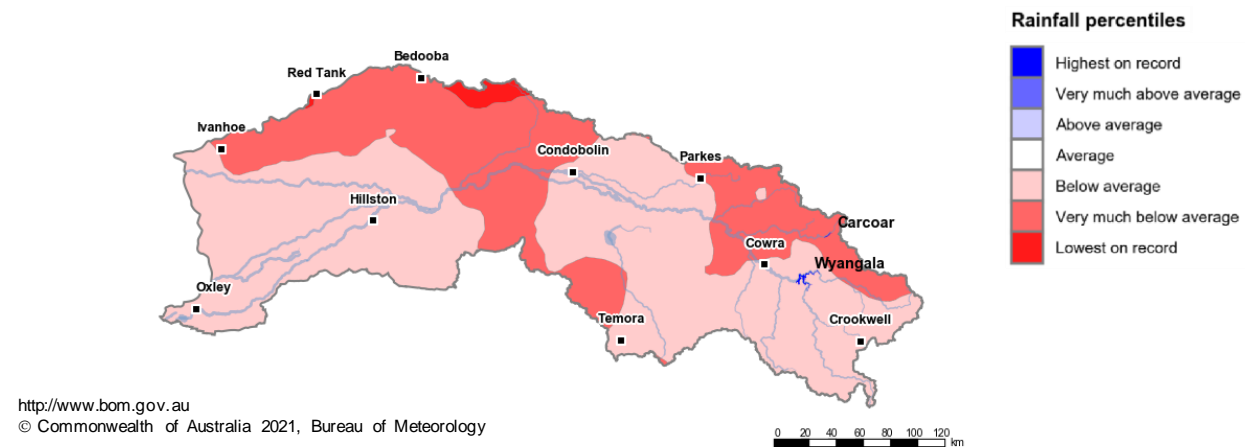 Rainfall percentiles
Highest on record
Very much above average
Above average
Average
Below average
Very much below average
Lowest on record
Bedooba
Red Tank
Ivanhoe
Condobolin
Parkes
Hillston
Carcoar
Cowra
Wyangala
Oxley
Temora
Crookwell
http://www.bom.gov.au
© Commonwealth of Australia 2021, Bureau of Meteorology
0 20 40 60 80 100 120
km